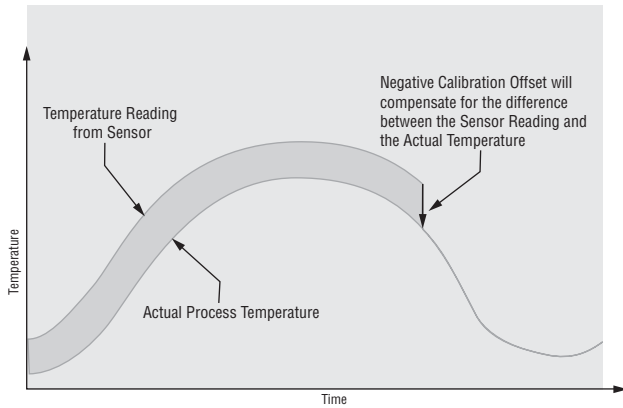 Negative Calibration Offset will
compensate for the difference
between the Sensor Reading and
the Actual Temperature
Temperature Reading
from Sensor
Temperature
Actual Process Temperature
Time